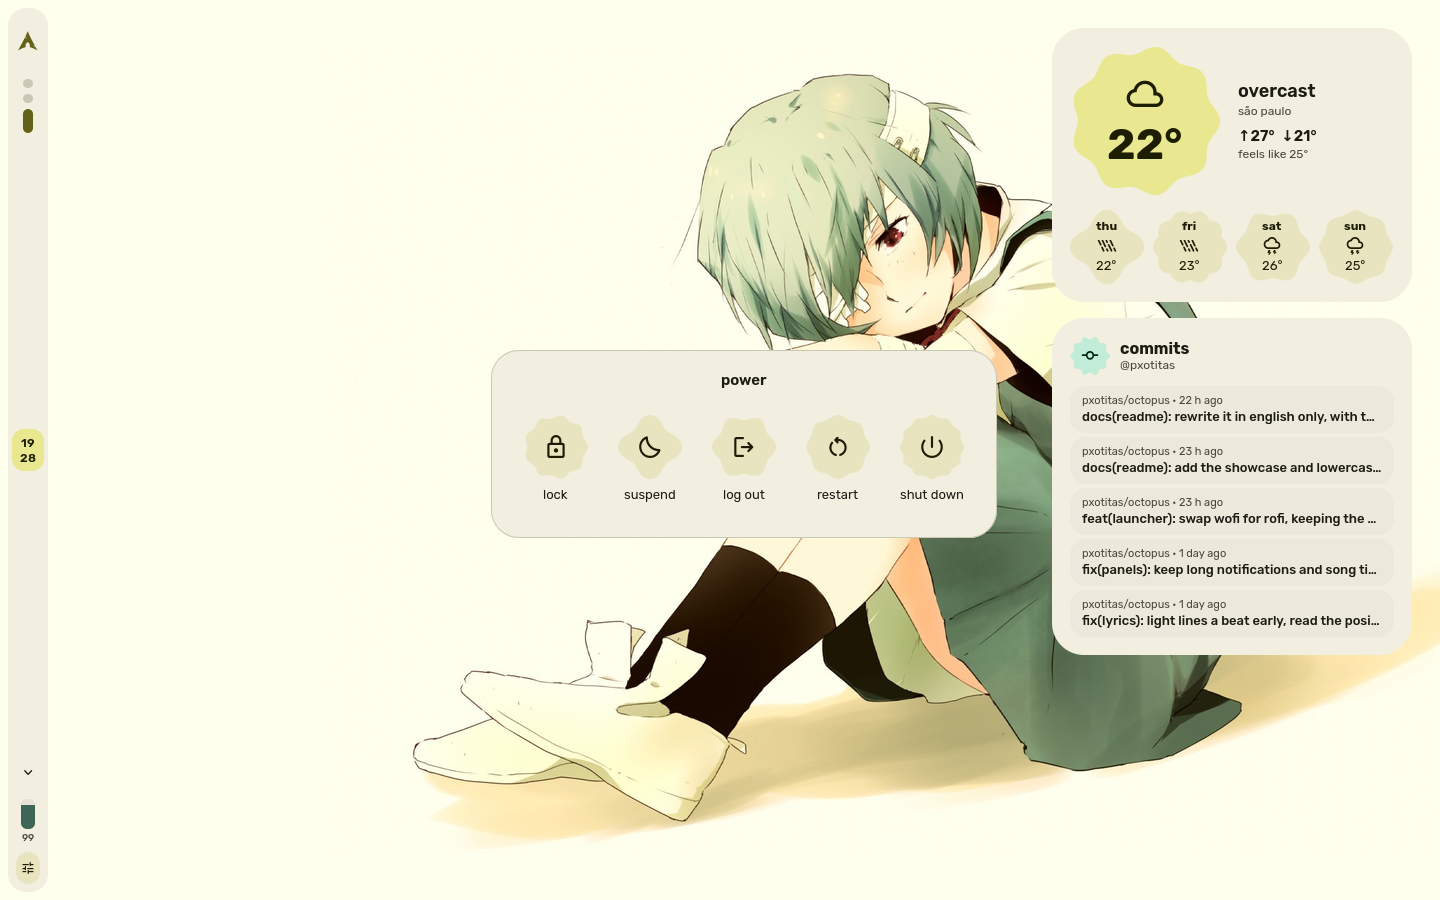 19
28
99
overcast
são paulo
↑27° ↓21°
feels like 25°
22°
thu
22°
fri
23°
sat
26°
sun
25°
commits
@pxotitas
pxotitas/octopus • 22 h ago
docs(readme): rewrite it in english only, with t...
pxotitas/octopus • 23 h ago
docs(readme): add the showcase and lowercas...
pxotitas/octopus • 23 h ago
feat(launcher): swap wofi for rofi, keeping the ...
pxotitas/octopus • 1 day ago
fix(panels): keep long notifications and song ti...
pxotitas/octopus • 1 day ago
fix(lyrics): light lines a beat early, read the posi...
power
lock
suspend
log out
restart
shut down